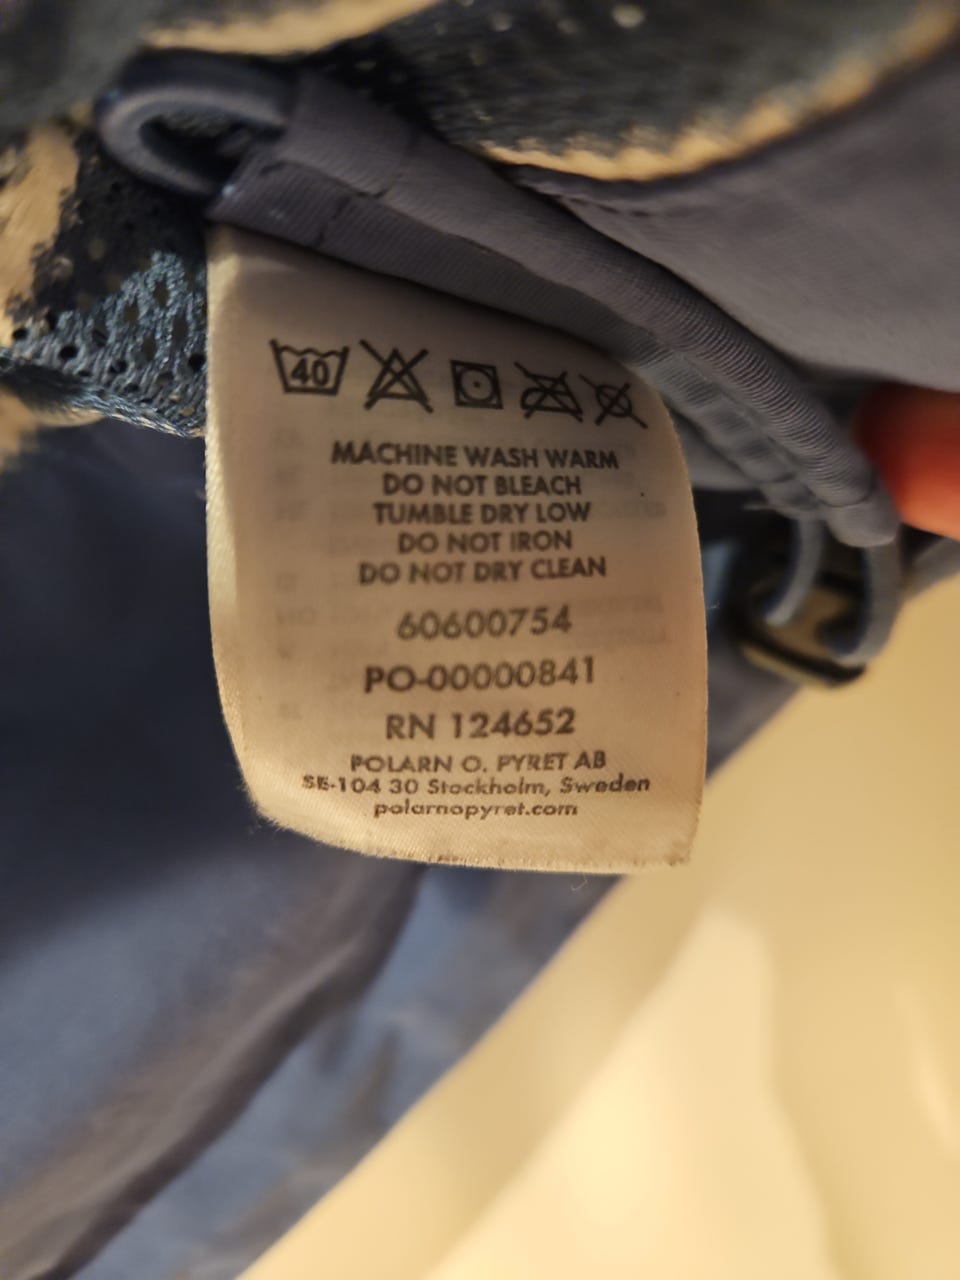 40
MACHINE WASH WARM
DO NOT BLEACH
TUMBLE DRY LOW
DO NOT IRON
DO NOT DRY CLEAN
60600754
PO-00000841
RN 124652
POLARN O. PYRET AB
SE-104 30 Stockholm, Sweden
polarnopyret.com